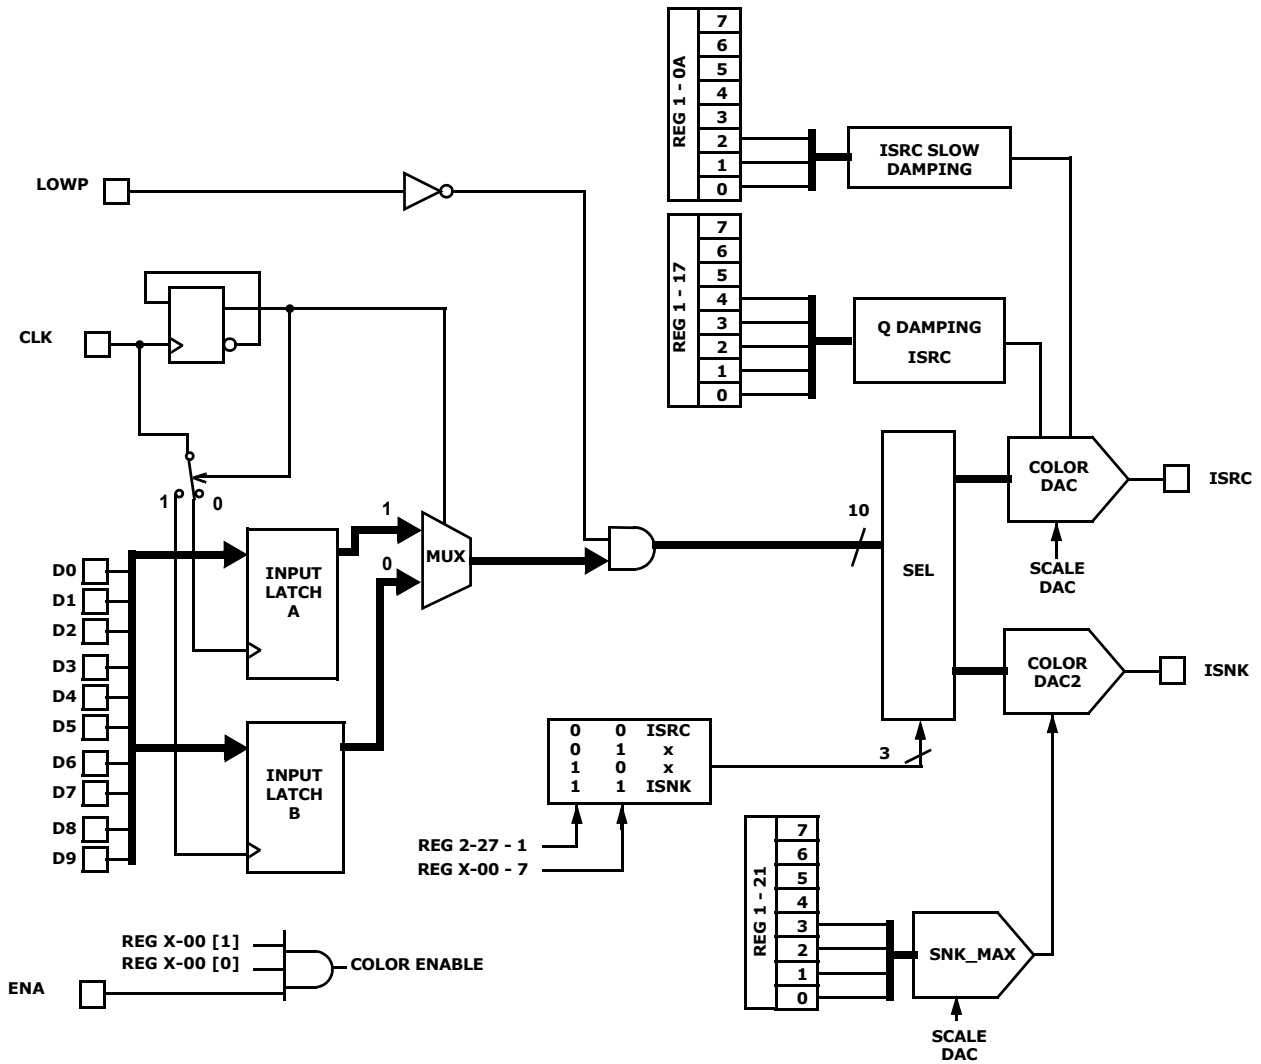 REG 1 - 0A
7
6
5
4
3
2
1
0
ISRC SLOW
DAMPING
LOWP
REG 1 - 17
7
6
5
4
3
2
1
0
Q DAMPING
ISRC
CLK
1
0
D0
D1
D2
D3
D4
D5
D6
D7
D8
D9
INPUT
LATCH
A
INPUT
LATCH
B
1
0
MUX
10
SEL
COLOR
DAC
ISRC
SCALE
DAC
COLOR
DAC2
ISNK
0 0 ISRC
0 1 x
1 0 x
1 1 ISNK
3
REG 2-27 - 1
REG X-00 - 7
REG 1 - 21
7
6
5
4
3
2
1
0
SNK_MAX
SCALE
DAC
REG X-00 [1]
REG X-00 [0]
COLOR ENABLE
ENA